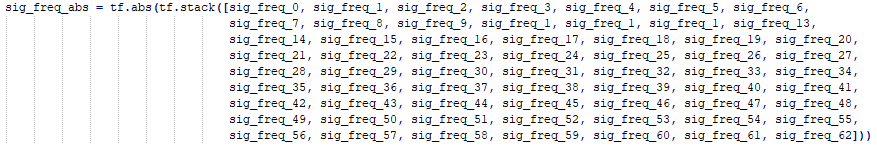 sig_freq_abs = tf.abs(tf.stack([sig_freq_0, sig_freq_1, sig_freq_2, sig_freq_3, sig_freq_4, sig_freq_5, sig_freq_6,
sig_freq_7, sig_freq_8, sig_freq_9, sig_freq_1, sig_freq_1, sig_freq_1, sig_freq_13,
sig_freq_14, sig_freq_15, sig_freq_16, sig_freq_17, sig_freq_18, sig_freq_19, sig_freq_20,
sig_freq_21, sig_freq_22, sig_freq_23, sig_freq_24, sig_freq_25, sig_freq_26, sig_freq_27,
sig_freq_28, sig_freq_29, sig_freq_30, sig_freq_31, sig_freq_32, sig_freq_33, sig_freq_34,
sig_freq_35, sig_freq_36, sig_freq_37, sig_freq_38, sig_freq_39, sig_freq_40, sig_freq_41,
sig_freq_42, sig_freq_43, sig_freq_44, sig_freq_45, sig_freq_46, sig_freq_47, sig_freq_48,
sig_freq_49, sig_freq_50, sig_freq_51, sig_freq_52, sig_freq_53, sig_freq_54, sig_freq_55,
sig_freq_56, sig_freq_57, sig_freq_58, sig_freq_59, sig_freq_60, sig_freq_61, sig_freq_62]))